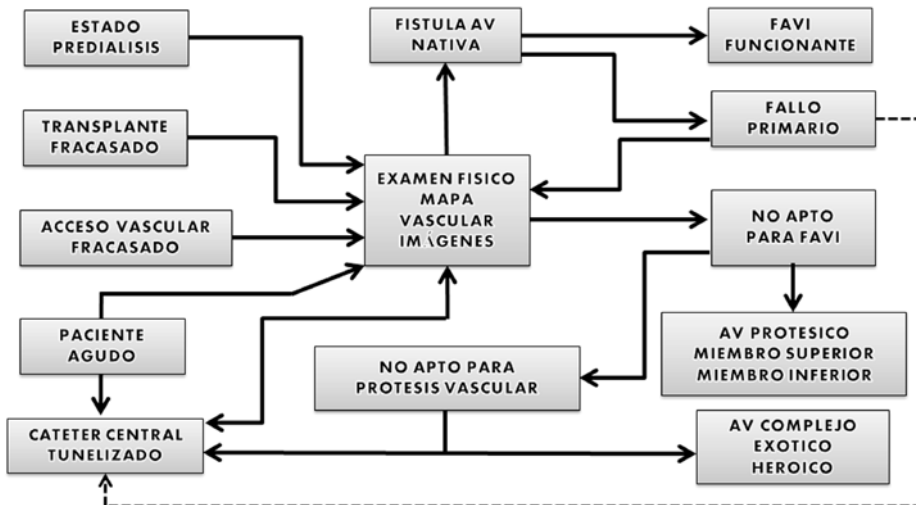 ESTADO
PREDIALISIS
FISTULA AV
NATIVA
FAVI
FUNCIONANTE
TRANSPLANTE
FRACASADO
FALLO
PRIMARIO
EXAMEN FISICO
MAPA
VASCULAR
IMÁGENES
ACCESO VASCULAR
FRACASADO
NO APTO
PARA FAVI
PACIENTE
AGUDO
NO APTO PARA
PROTESIS VASCULAR
AV PROTESICO
MIEMBRO SUPERIOR
MIEMBRO INFERIOR
CATETER CENTRAL
TUNELIZADO
AV COMPLEJO
EXOTICO
HEROICO